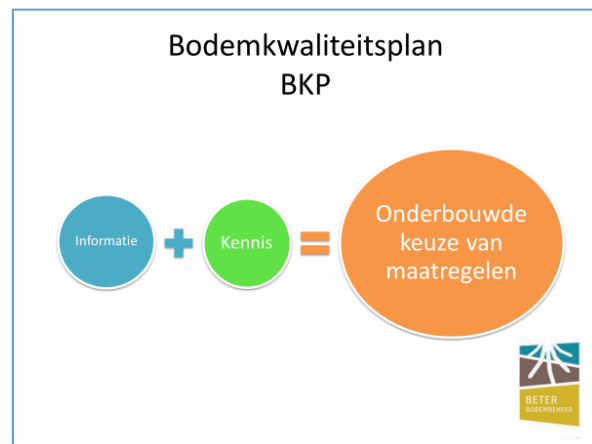 Bodemkwaliteitsplan
BKP
Informatie
Kennis
Onderbouwde
keuze van
maatregelen
BETER
BODEMBEHEER